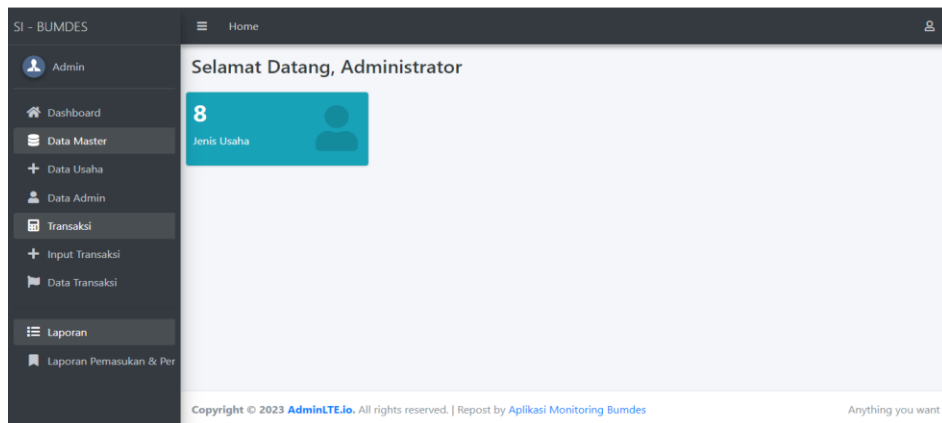 SI - BUMDES
Home
Admin
Dashboard
Data Master
Data Usaha
Data Admin
Transaksi
Input Transaksi
Data Transaksi
Laporan
Laporan Pemasukan & Per
Selamat Datang, Administrator
8
Jenis Usaha
Copyright © 2023 AdminLTE.io. All rights reserved. | Repost by Aplikasi Monitoring Bumdes
Anything you want